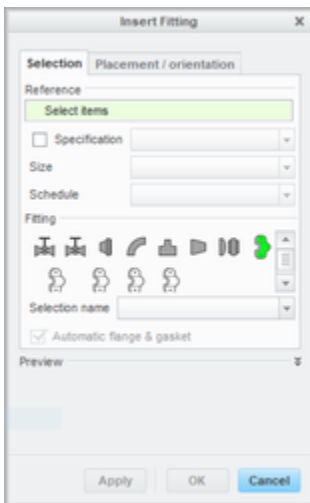 Insert Fitting
Selection Placement / orientation
Reference
Select items
Specification
Size
Schedule
Fitting
Selection name
Automatic flange & gasket
Preview
Apply OK Cancel